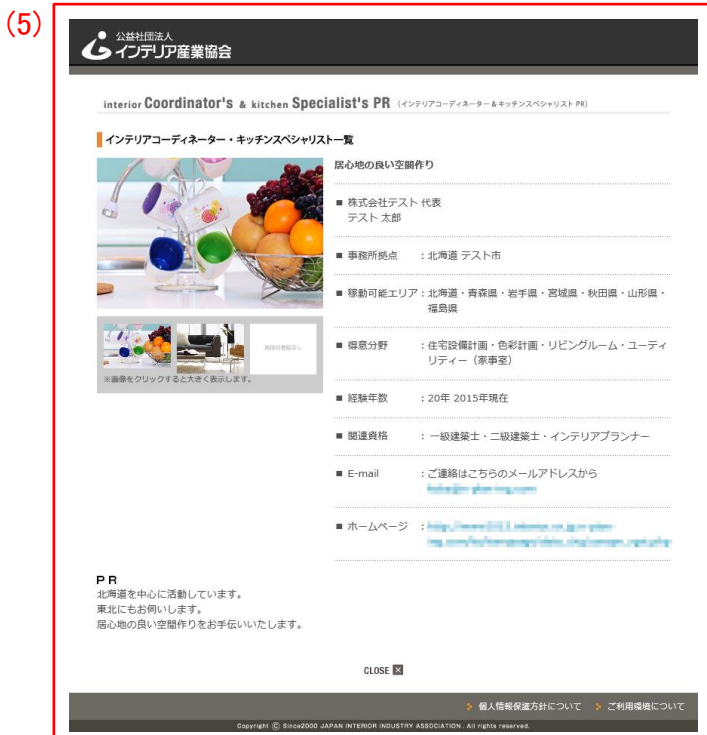 (5)
公益社団法人
インテリア産業協会
interior Coordinator's & kitchen Specialist's PR (インテリアコーディネーター&キッチンスペシャリスト PR)
インテリアコーディネーター・キッチンスペシャリスト一覧
居心地の良い空間作り
■ 株式会社テスト 代表
テスト 太郎
■ 事務所拠点 :北海道 テスト市
■ 稼動可能エリア:北海道・青森県・岩手県・宮城県・秋田県・山形県・
福島県
画像の登録なし
※画像をクリックすると大きく表示します。
■ 得意分野 :住宅設備計画・色彩計画・リビングルーム・ユーティ
リティー(家事室)
■ 経験年数 :20年 2015年現在
■ 関連資格 : 一級建築士・二級建築士・インテリアプランナー
■ E-mail :ご連絡はこちらのメールアドレスから
■ ホームページ :
PR
北海道を中心に活動しています。
東北にもお伺いします。
居心地の良い空間作りをお手伝いいたします。
CLOSE
個人情報保護方針について ご利用環境について
Copyright © Since2000 JAPAN INTERIOR INDUSTRY ASSOCIATION. All rights reserved.